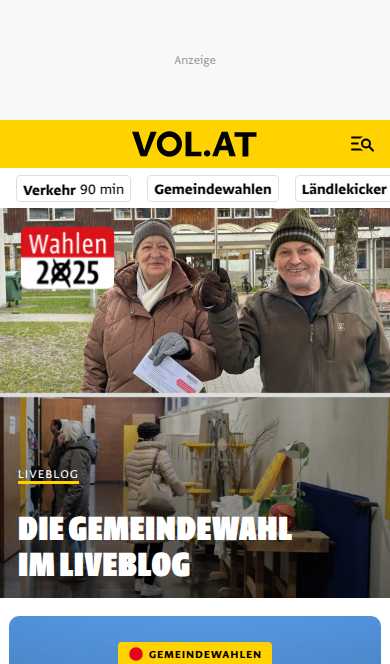 Anzeige
VOL.AT
Verkehr 90 min
Gemeindewahlen
Ländlekicker
Wahlen
2025
LIVEBLOG
DIE GEMEINDEWAHL
IM LIVEBLOG
GEMEINDEWAHLEN